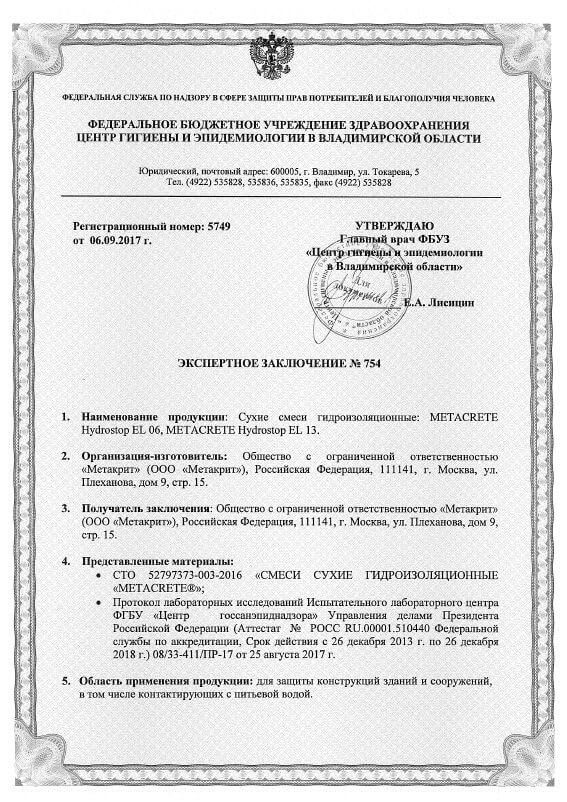 ФЕДЕРАЛЬНАЯ СЛУЖБА ПО НАДЗОРУ В СФЕРЕ ЗАЩИТЫ ПРАВ ПОТРЕБИТЕЛЕЙ И БЛАГОПОЛУЧИЯ ЧЕЛОВЕКА
ФЕДЕРАЛЬНОЕ БЮДЖЕТНОЕ УЧРЕЖДЕНИЕ ЗДРАВООХРАНЕНИЯ
ЦЕНТР ГИГИЕНЫ И ЭПИДЕМИОЛОГИИ В ВЛАДИМИРСКОЙ ОБЛАСТИ
Юридический, почтовый адрес: 600005, г. Владимир, ул. Токарева, 5
Тел. (4922) 535828, 535836, 535835, факс (4922) 535828
Регистрационный номер: 5749
от 06.09.2017 г.
УТВЕРЖДАЮ
Главный врач ФБУЗ
«Центр гигиены и эпидемиологии
в Владимирской области»
Для
документов
Е.А. Лисицин
ЭКСПЕРТНОЕ ЗАКЛЮЧЕНИЕ № 754
1. Наименование продукции: Сухие смеси гидроизоляционные: METACRETE
Hydrostop EL 06, METACRETE Hydrostop EL 13.
2. Организация-изготовитель: Общество с ограниченной ответственностью
«Метакрит» (ООО «Метакрит»), Российская Федерация, 111141, г. Москва, ул.
Плеханова, дом 9, стр. 15.
3. Получатель заключения: Общество с ограниченной ответственностью «Метакрит»
(ООО «Метакрит»), Российская Федерация, 111141, г. Москва, ул. Плеханова, дом 9,
стр. 15.
4. Представленные материалы:
• СТО 52797373-003-2016 «СМЕСИ СУХИЕ ГИДРОИЗОЛЯЦИОННЫЕ
«METACRETE®»;
• Протокол лабораторных исследований Испытательного лабораторного центра
ФГБУ «Центр госсанэпиднадзора» Управления делами Президента
Российской Федерации (Аттестат № РОСС RU.00001.510440 Федеральной
службы по аккредитации, Срок действия с 26 декабря 2013 г. по 26 декабря
2018 г.) 08/33-411/ПР-17 от 25 августа 2017 г.
5. Область применения продукции: для защиты конструкций зданий и сооружений,
в том числе контактирующих с питьевой водой.